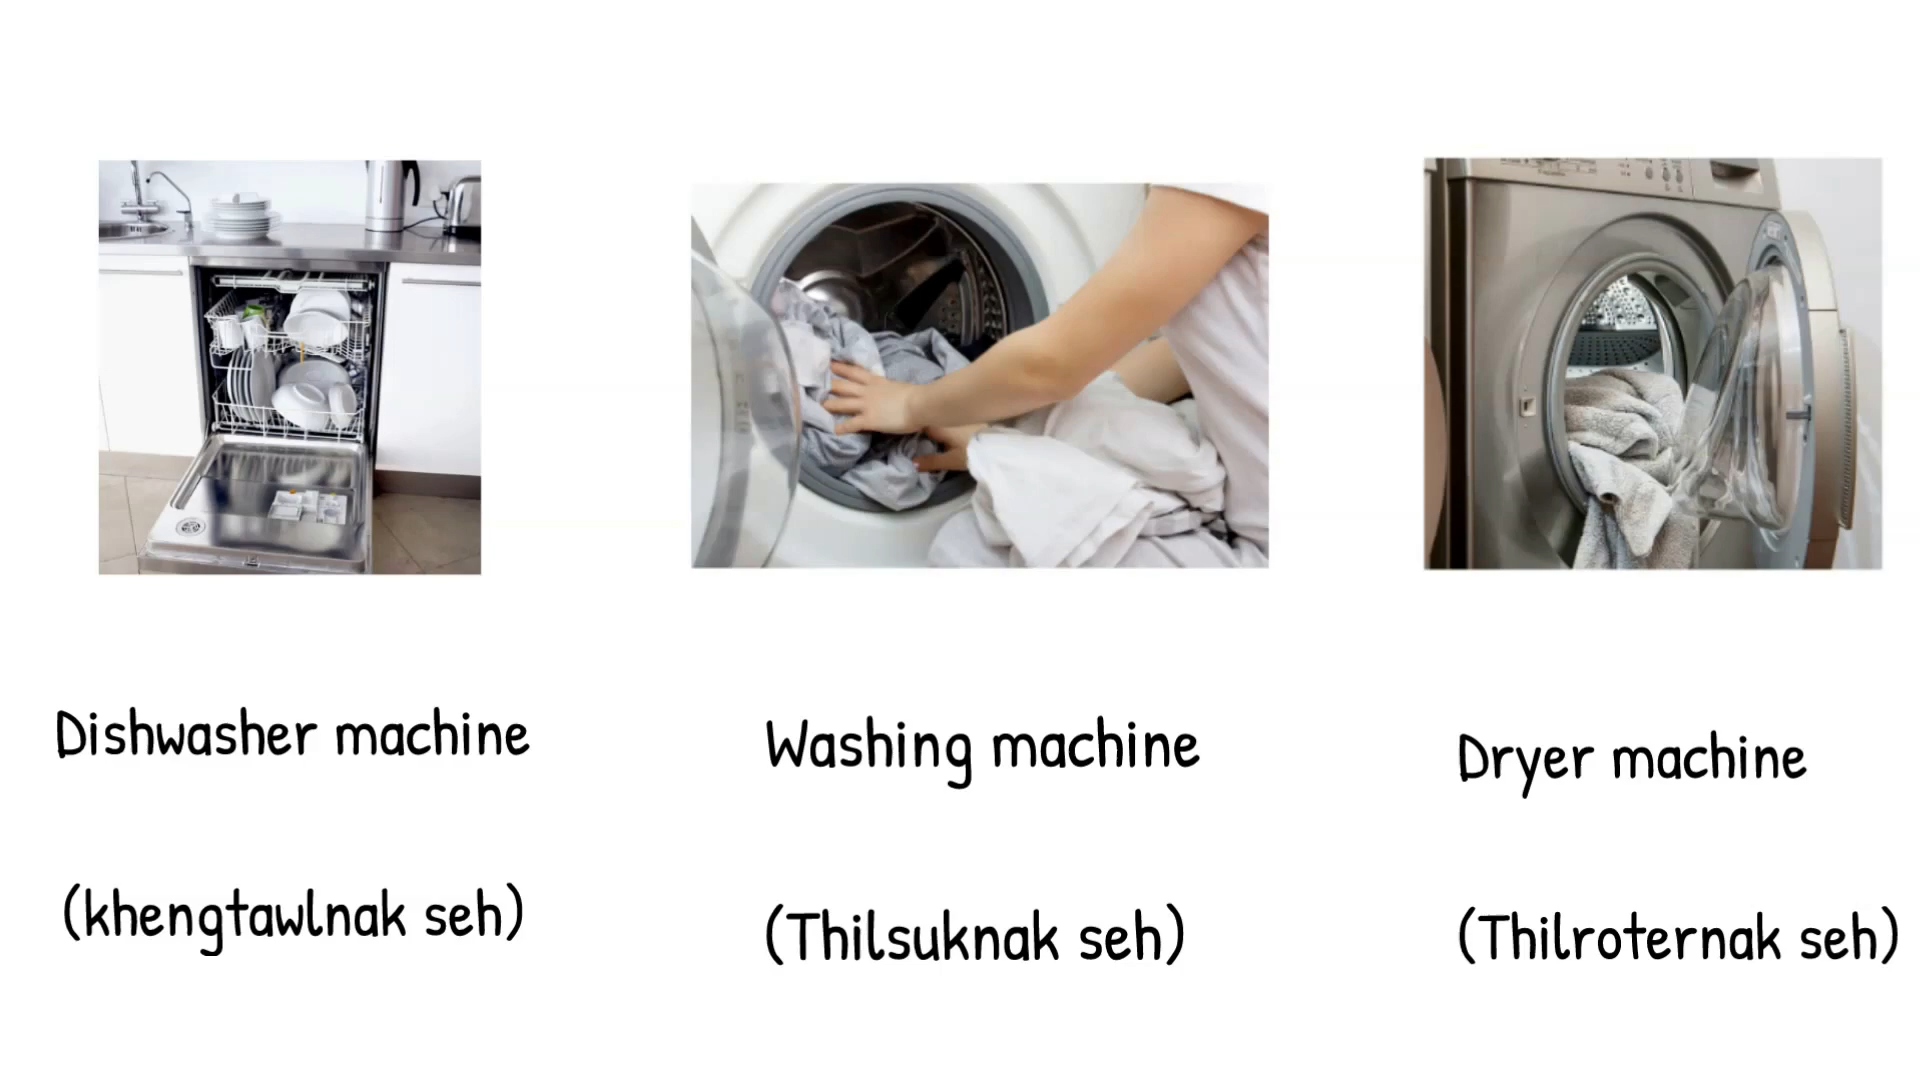 Dishwasher machine
Washing machine
Dryer machine
(khengtawlnak seh)
(Thilsuknak seh)
(Thilroternak seh)